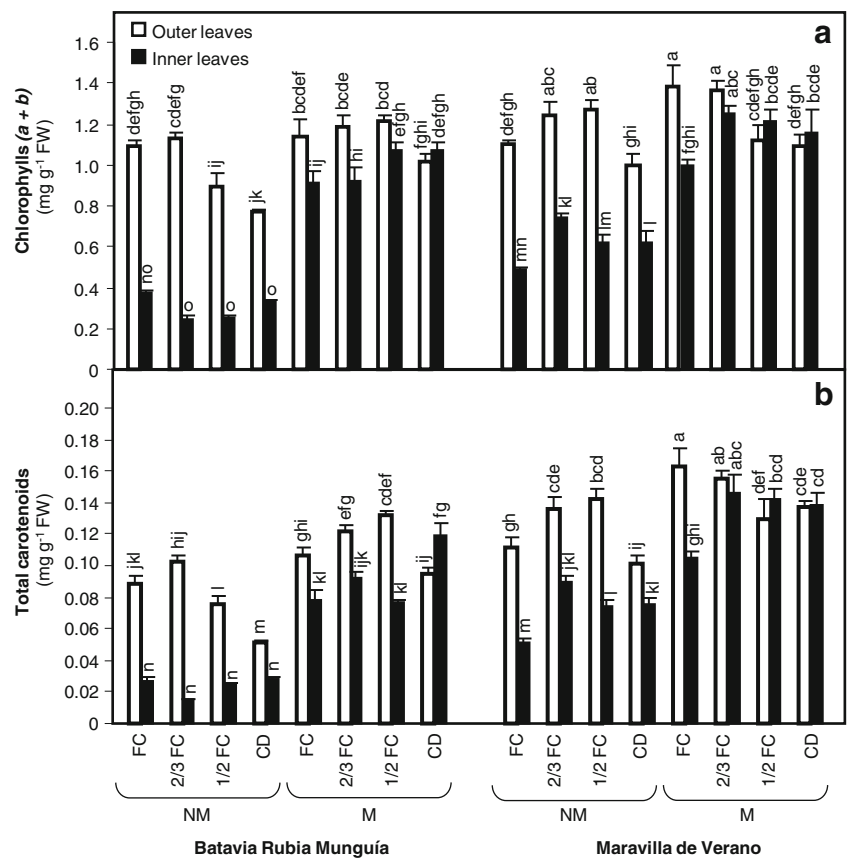 a
Outer leaves
Inner leaves
Chlorophylls (a + b)
(mg g-1 FW)
1.6
1.4
1.2
1.0
0.8
0.6
0.4
0.2
0
defgh no cdefg o ij o jk o bcdef ij bcde hi bcd efgh fghi defgh
defgh mn abc kl ab lm ghi l a fghi a abc cdefgh bcde defgh bcde
b
Total carotenoids
(mg g-1 FW)
0.20
0.18
0.16
0.14
0.12
0.10
0.08
0.06
0.04
0.02
0
jkl n hij n l n m n ghi kl efg ijk cdef kl ij fg
gh m cde jkl bcd l ij kl a ghi ab abc def bcd cde cd
FC 2/3 FC 1/2 FC CD FC 2/3 FC 1/2 FC CD FC 2/3 FC 1/2 FC CD FC 2/3 FC 1/2 FC CD
NM M NM M
Batavia Rubia Munguía Maravilla de Verano